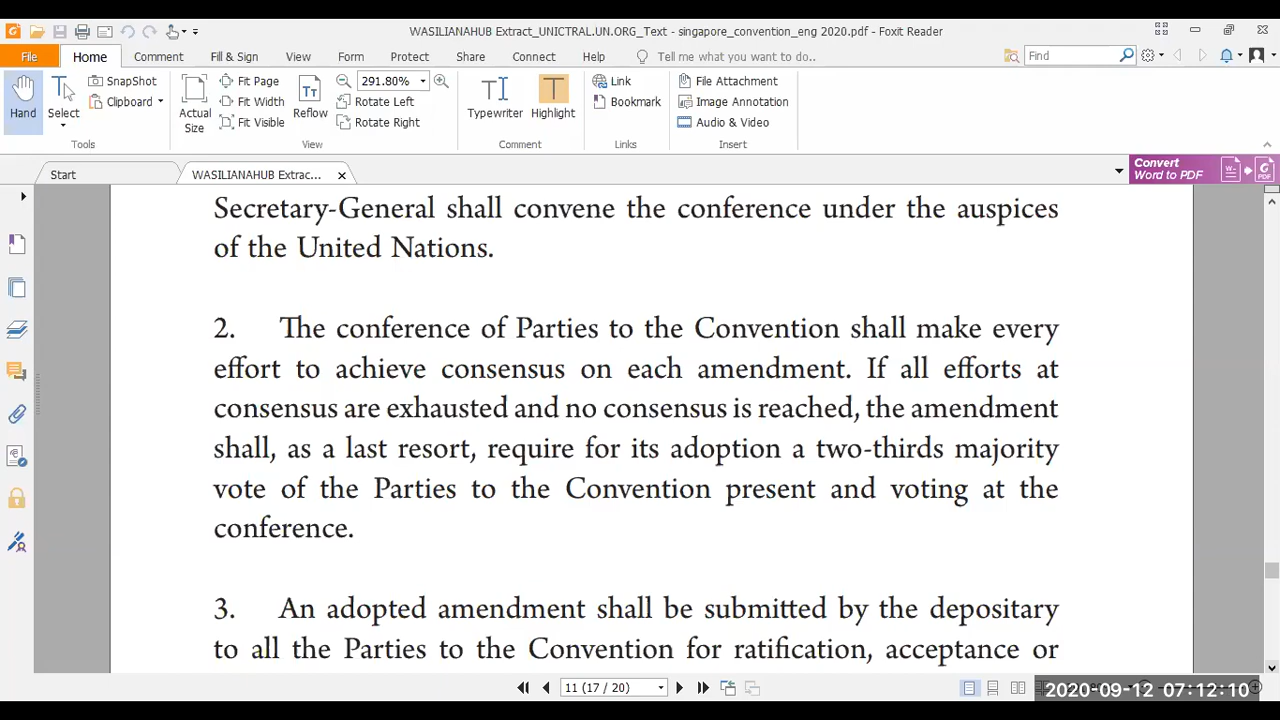 WASILIANAHUB Extract_UNICTRAL.UN.ORG_Text - singapore_convention_eng 2020.pdf - Foxit Reader
File Home Comment Fill & Sign View Form Protect Share Connect Help Tell me what you want to do.. Find
Hand
Select
SnapShot
Clipboard
Tools
Actual Size
Fit Page
Fit Width
Fit Visible
Reflow
291.80%
Rotate Left
Rotate Right
View
Typewriter
Highlight
Comment
Link
Bookmark
Links
File Attachment
Image Annotation
Audio & Video
Insert
Start
WASILIANAHUB Extrac...
Convert
Word to PDF
Secretary-General shall convene the conference under the auspices
of the United Nations.
2. The conference of Parties to the Convention shall make every
effort to achieve consensus on each amendment. If all efforts at
consensus are exhausted and no consensus is reached, the amendment
shall, as a last resort, require for its adoption a two-thirds majority
vote of the Parties to the Convention present and voting at the
conference.
3. An adopted amendment shall be submitted by the depositary
to all the Parties to the Convention for ratification, acceptance or
11 (17 / 20)
2020-09-12 07:12:10